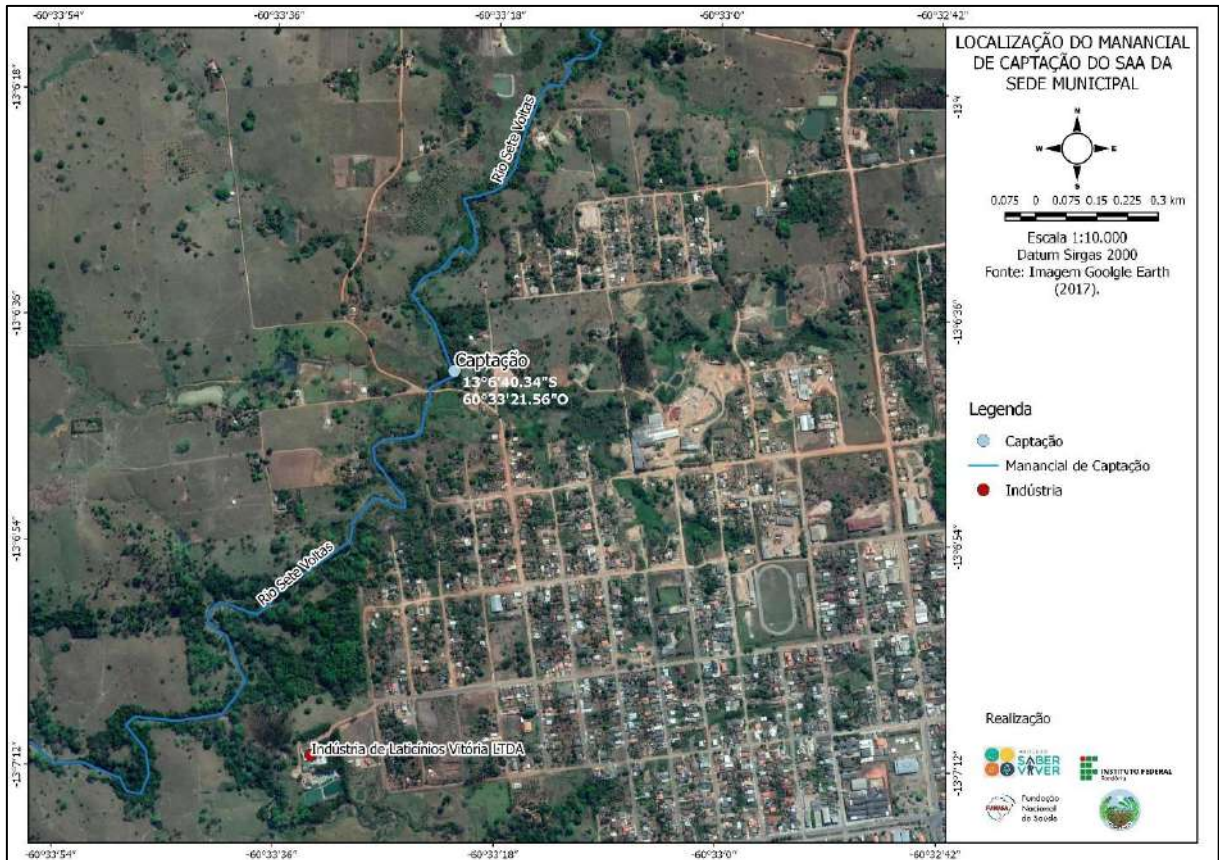 -60°33'54"
-60°33'36"
-60°33'18"
-60°33'0"
-60°32'42"
LOCALIZAÇÃO DO MANANCIAL
DE CAPTAÇÃO DO SAA DA
SEDE MUNICIPAL
N
W
E
S
0.075 0 0.075 0.15 0.225 0.3 km
Escala 1:10.000
Datum Sirgas 2000
Fonte: Imagem Goolgle Earth
(2017).
-13°6'18"
-13°6'36"
-13°6'54"
-13°7'12"
Rio Sete Voltas
Captação
13°6'40.34"S
60°33'21.56"O
Rio Sete Voltas
Indústria de Laticínios Vitória LTDA
-13°6'36"
-13°6'54"
-13°7'12"
Legenda
Captação
Manancial de Captação
Indústria
Realização
SABER
VIVER
INSTITUTO FEDERAL
Rondônia
Fundação
Nacional
de Saúde
-60°33'54"
-60°33'36"
-60°33'18"
-60°33'0"
-60°32'42"